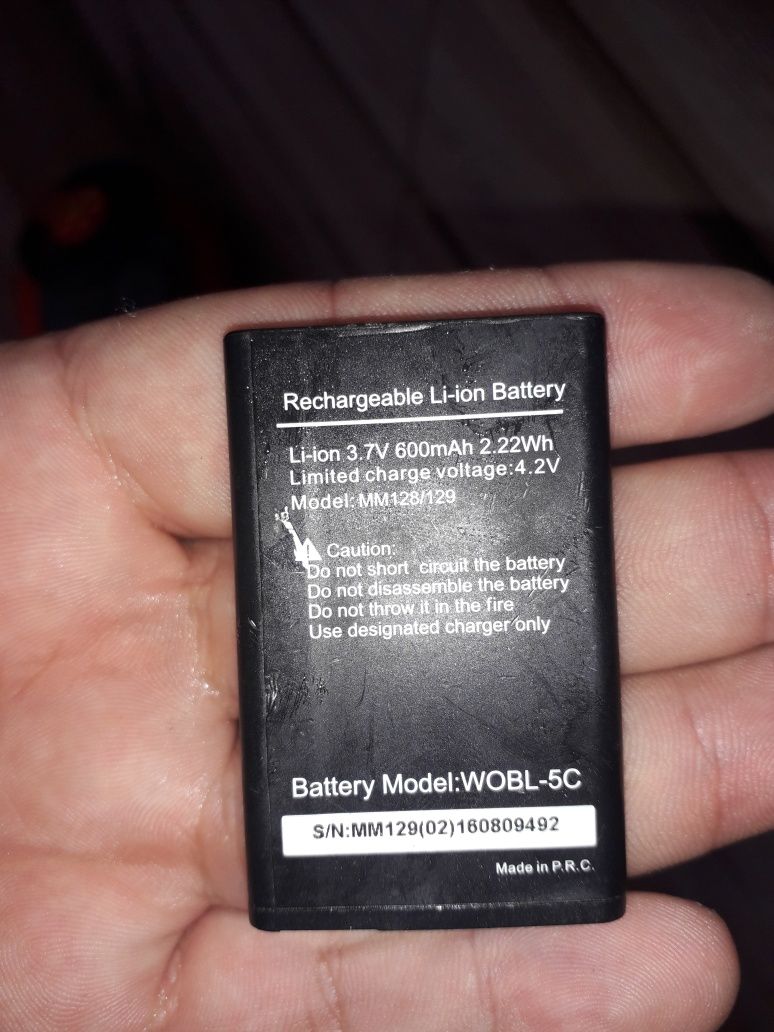 Rechargeable Li-ion Battery
Li-ion 3.7V 600mAh 2.22Wh
Limited charge voltage:4.2V
Model: MM128/129
Caution:
Do not short circuit the battery
Do not disassemble the battery
Do not throw it in the fire
Use designated charger only
Battery Model:WOBL-5C
S/N:MM129(02)160809492
Made in P.R.C.